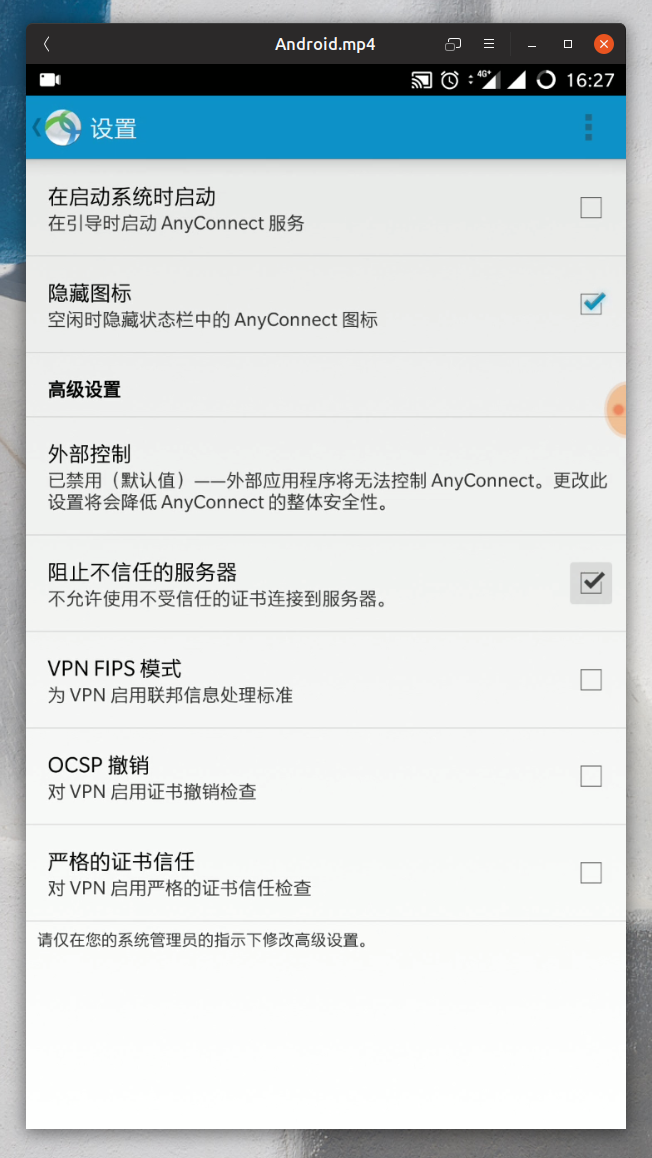 Android.mp4
4G+ 16:27
设置
在启动系统时启动
在引导时启动 AnyConnect 服务
隐藏图标
空闲时隐藏状态栏中的 AnyConnect 图标
高级设置
外部控制
已禁用（默认值）——外部应用程序将无法控制 AnyConnect。更改此
设置将会降低 AnyConnect 的整体安全性。
阻止不信任的服务器
不允许使用不受信任的证书连接到服务器。
VPN FIPS 模式
为 VPN 启用联邦信息处理标准
OCSP 撤销
对 VPN 启用证书撤销检查
严格的证书信任
对 VPN 启用严格的证书信任检查
请仅在您的系统管理员的指示下修改高级设置。